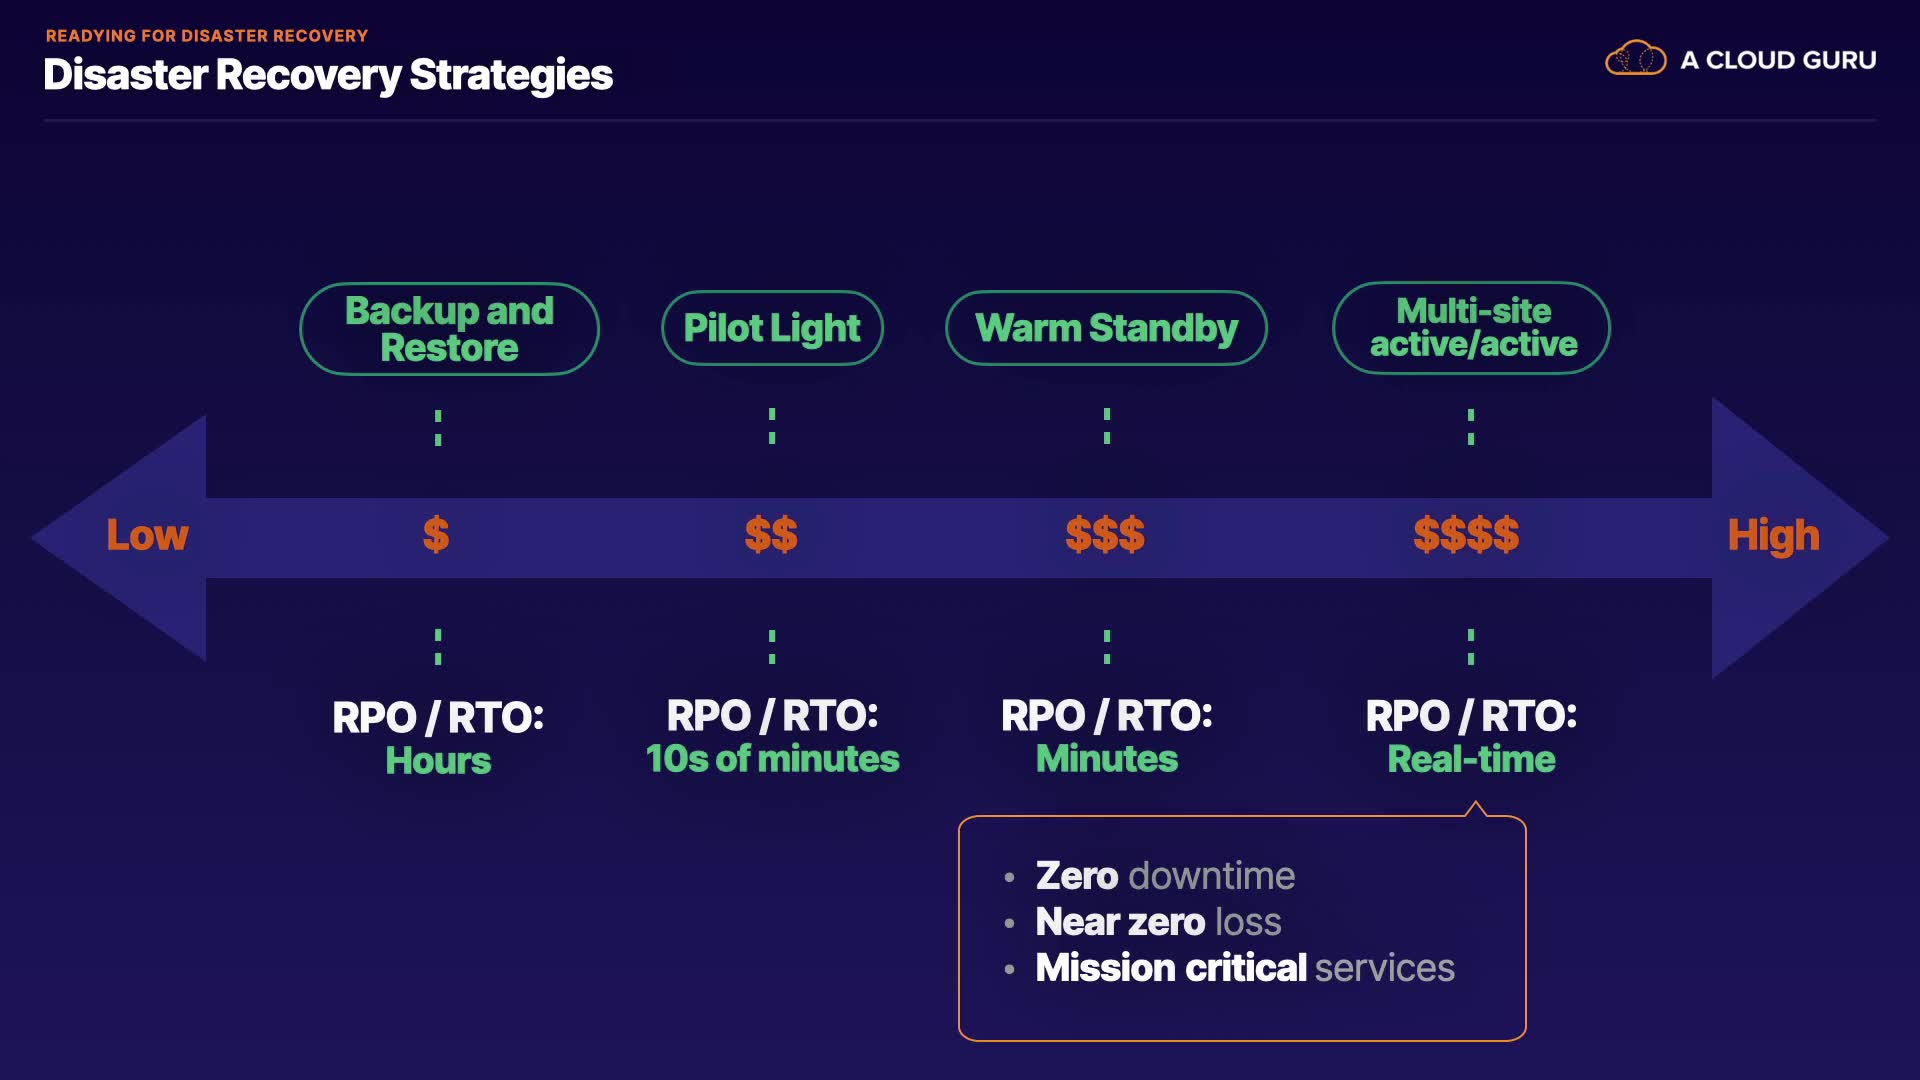 READYING FOR DISASTER RECOVERY
Disaster Recovery Strategies
A CLOUD GURU
Backup and
Restore
Pilot Light
Warm Standby
Multi-site
active/active
Low
$
$$
$$$
$$$$
High
RPO / RTO:
Hours
RPO / RTO:
10s of minutes
RPO / RTO:
Minutes
RPO / RTO:
Real-time
• Zero downtime
• Near zero loss
• Mission critical services